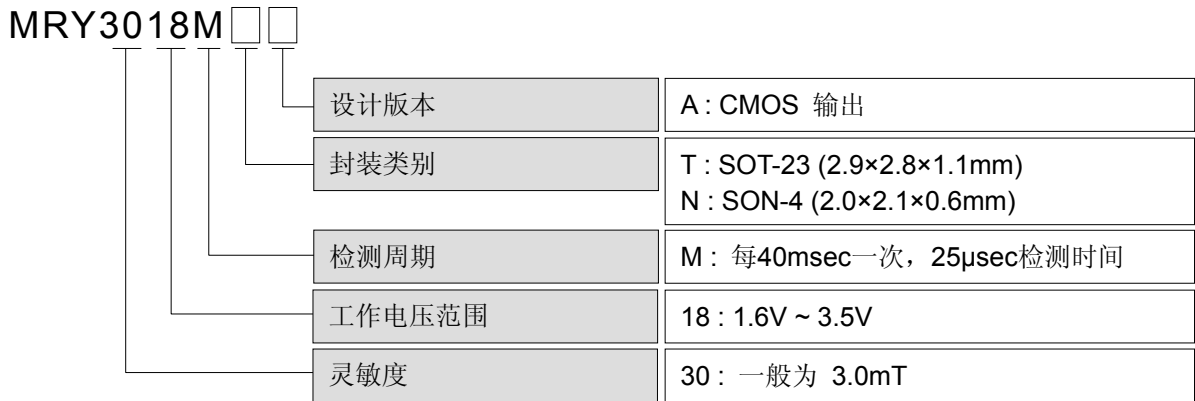 MRY3018M□□
设计版本 A : CMOS 输出
封装类别 T : SOT-23 (2.9×2.8×1.1mm)
N : SON-4 (2.0×2.1×0.6mm)
检测周期 M : 每40msec一次，25μsec检测时间
工作电压范围 18 : 1.6V ~ 3.5V
灵敏度 30 : 一般为 3.0mT